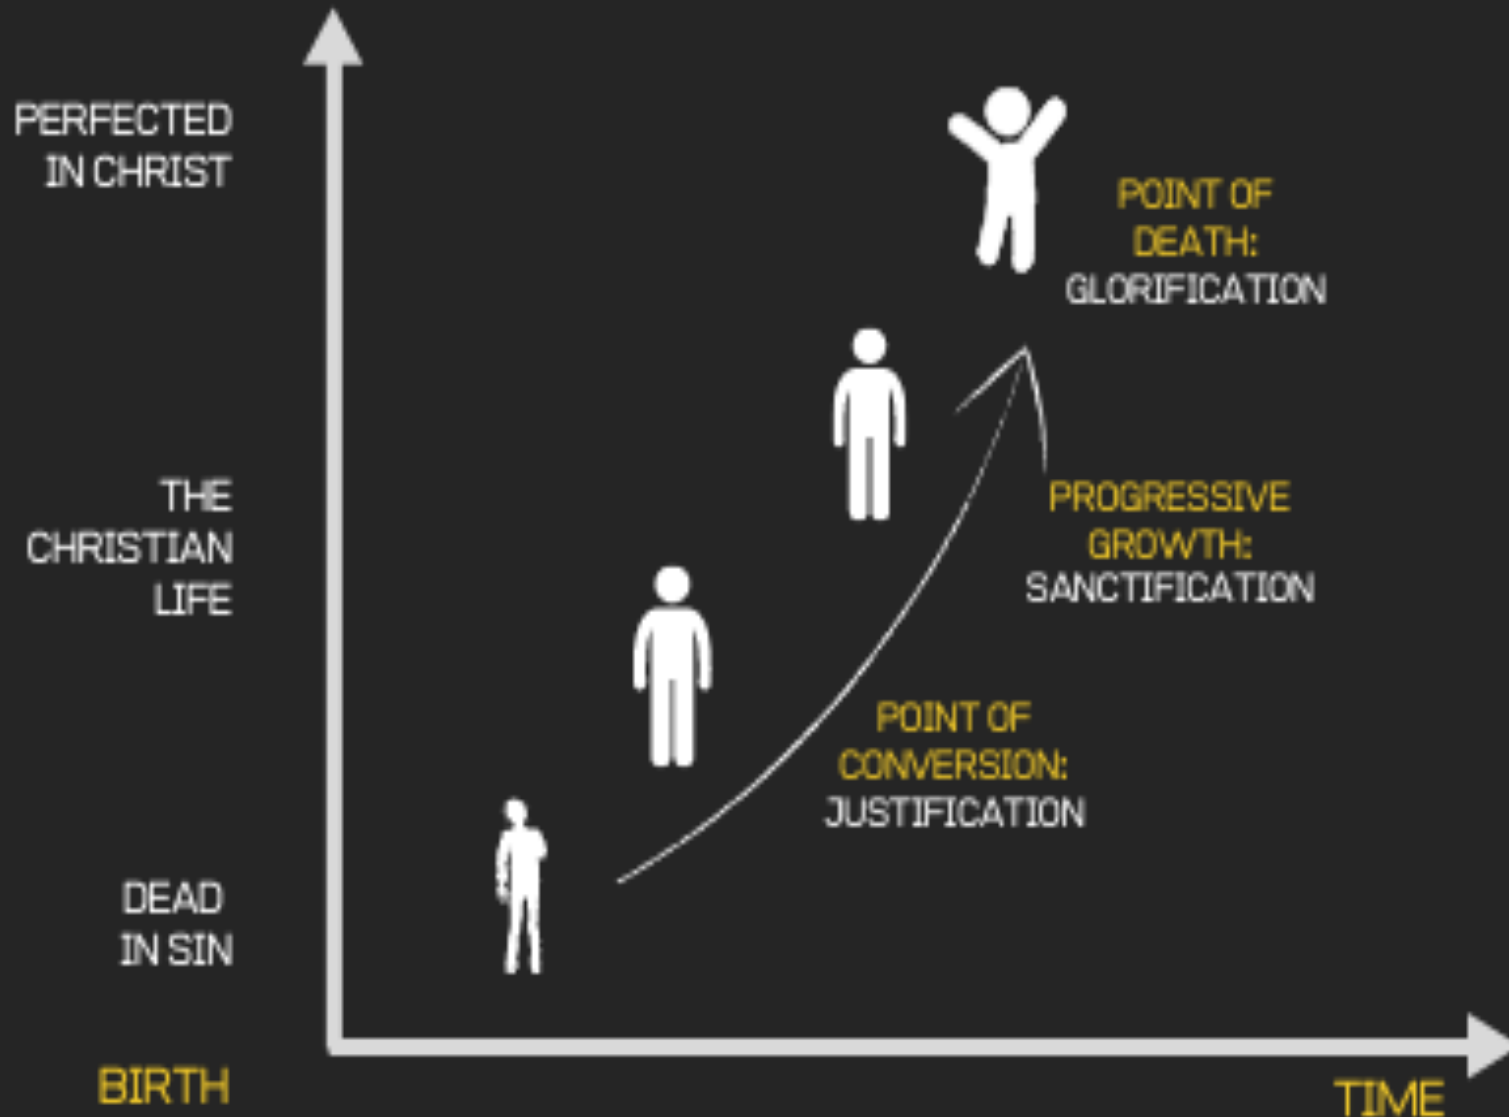 PERFECTED
IN CHRIST
POINT OF
DEATH:
GLORIFICATION
THE
CHRISTIAN
LIFE
PROGRESSIVE
GROWTH:
SANCTIFICATION
POINT OF
CONVERSION:
JUSTIFICATION
DEAD
IN SIN
BIRTH
TIME